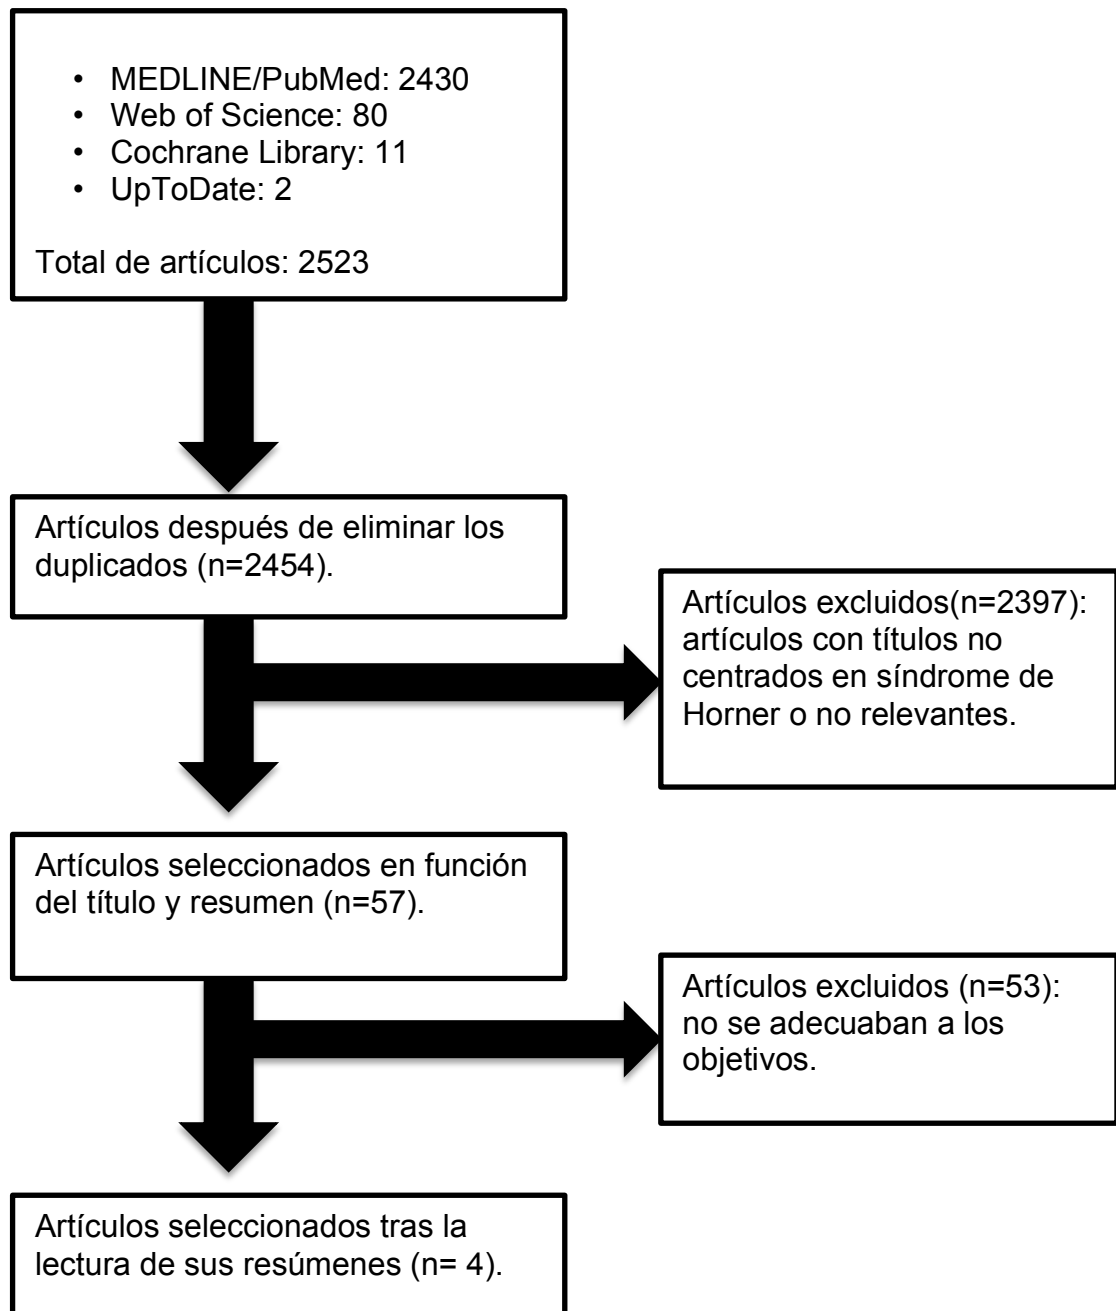 • MEDLINE/PubMed: 2430
• Web of Science: 80
• Cochrane Library: 11
• UpToDate: 2
Total de artículos: 2523
Artículos después de eliminar los
duplicados (n=2454).
Artículos excluidos(n=2397):
artículos con títulos no
centrados en síndrome de
Horner o no relevantes.
Artículos seleccionados en función
del título y resumen (n=57).
Artículos excluidos (n=53):
no se adecuaban a los
objetivos.
Artículos seleccionados tras la
lectura de sus resúmenes (n= 4).